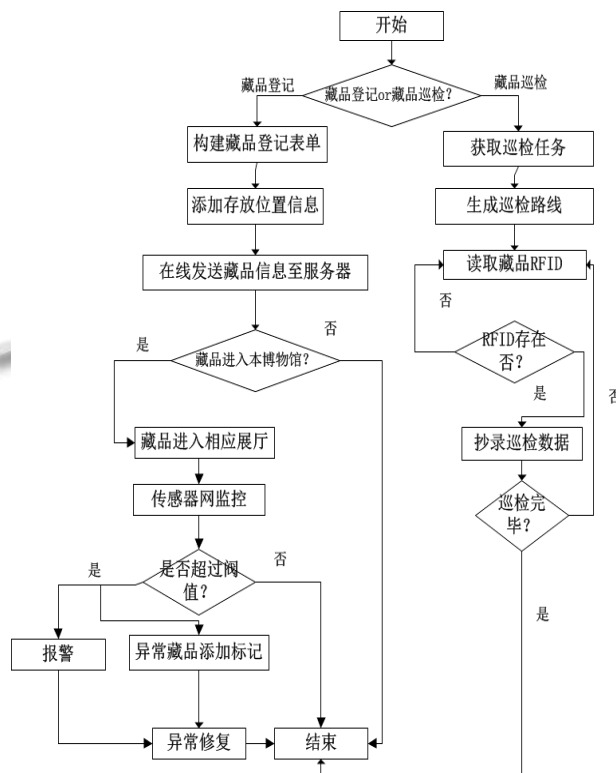 开始
藏品登记
藏品登记or藏品巡检?
藏品巡检
构建藏品登记表单
获取巡检任务
添加存放位置信息
生成巡检路线
在线发送藏品信息至服务器
读取藏品RFID
否
RFID存在
否?
是
藏品进入本博物馆?
是
否
否
抄录巡检数据
藏品进入相应展厅
传感器网监控
巡检完
毕?
是否超过阀
值?
是
否
是
报警
异常藏品添加标记
异常修复
结束